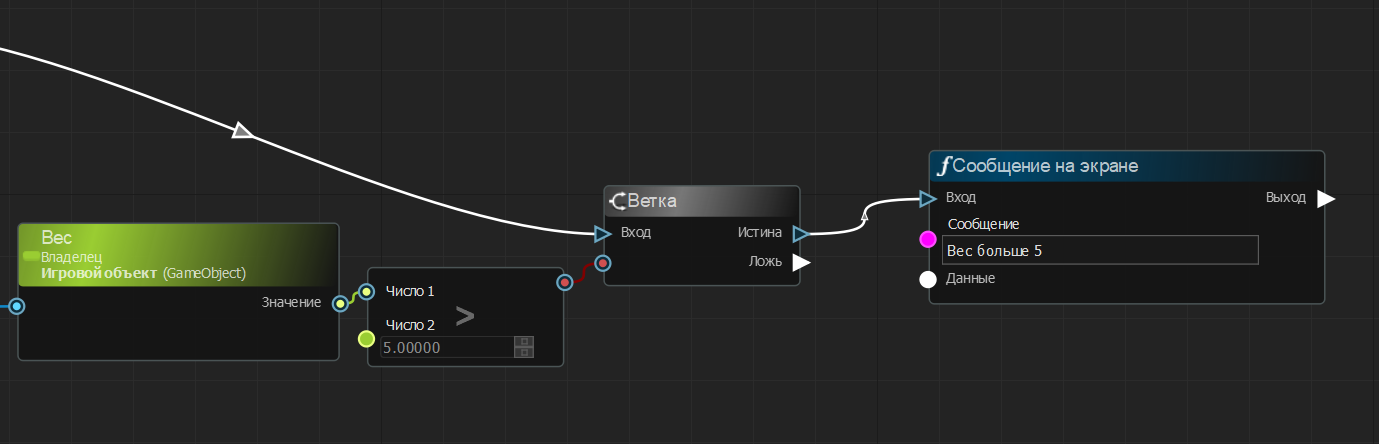 Вес
Владелец
Игровой объект (GameObject)
Значение
Число 1
>
Число 2
5.00000
Ветка
Вход
Истина
Ложь
Сообщение на экране
Вход
Выход
Сообщение
Вес больше 5
Данные